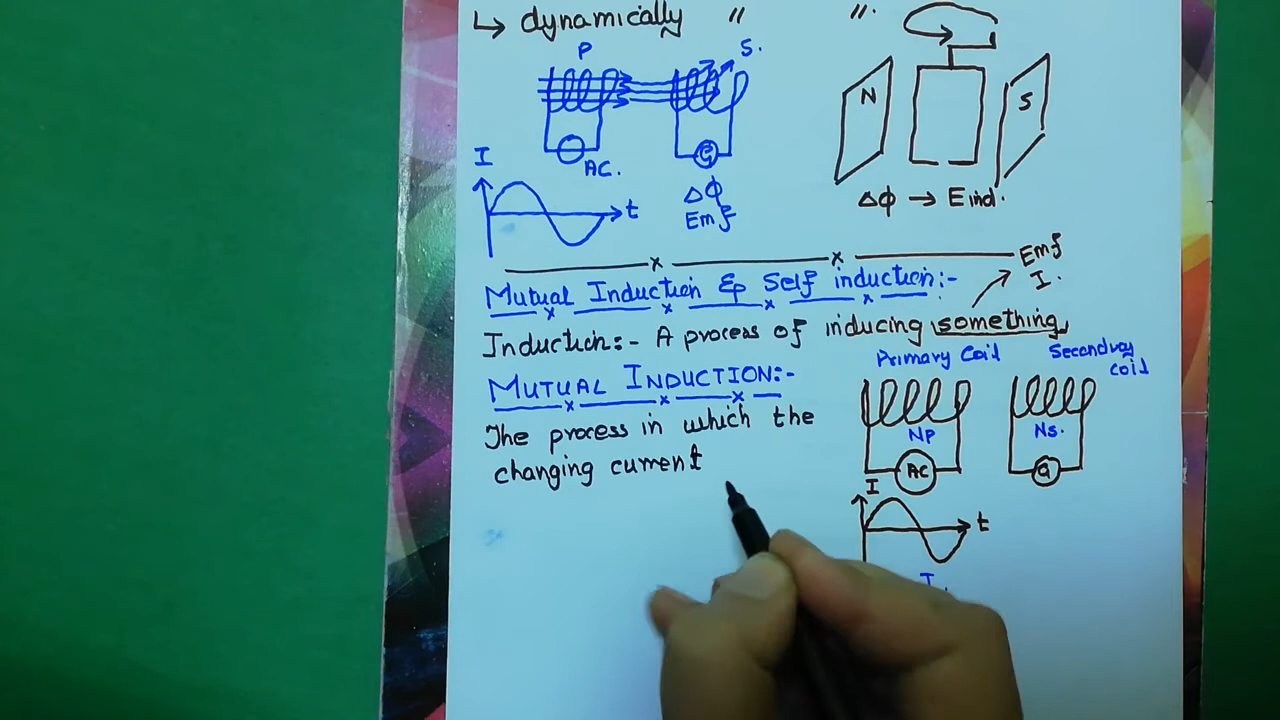 ↳ dynamically " ".
P
S.
N
S
G
AC.
I
t
Δϕ
Emf
Δϕ → Eind.
Emf
I.
Mutual Induction & Self induction:-
Induction:- A process of inducing something
Primary Coil
Secondary coil
MUTUAL INDUCTION:-
The process in which the
changing current
Np
Ns.
AC
G
I
t
I.